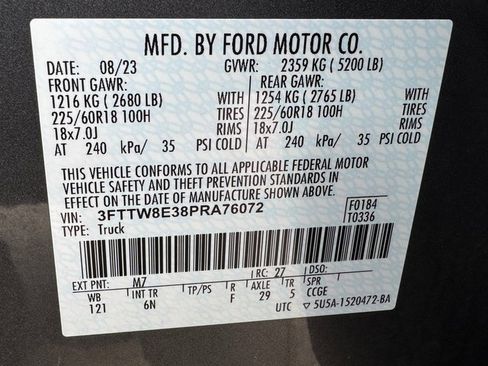 MFD. BY FORD MOTOR CO.
DATE: 08/23 GVWR: 2359 KG ( 5200 LB)
FRONT GAWR: REAR GAWR:
1216 KG ( 2680 LB) WITH 1254 KG ( 2765 LB) WITH
225/60R18 100H TIRES 225/60R18 100H TIRES
18x7.0J RIMS 18x7.0J RIMS
AT 240 kPa/ 35 PSI COLD AT 240 kPa/ 35 PSI COLD
THIS VEHICLE CONFORMS TO ALL APPLICABLE FEDERAL MOTOR
VEHICLE SAFETY AND THEFT PREVENTION STANDARDS IN
EFFECT ON THE DATE OF MANUFACTURE SHOWN ABOVE.
VIN: 3FTTW8E38PRA76072 F0184
TYPE: Truck T0336
EXT PNT: M7 RC: 27 DSO:
WB INT TR TP/PS R AXLE TR SPR
121 6N F 29 5 CCGE
UTC ▽5U5A-1520472-BA